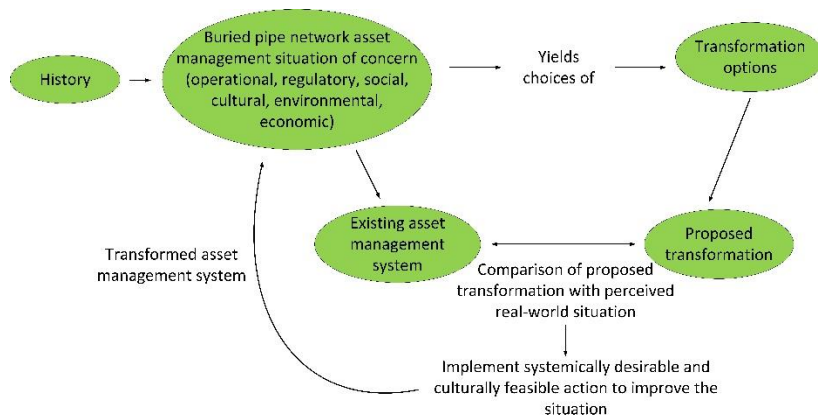 Buried pipe network asset
management situation of concern
(operational, regulatory, social,
cultural, environmental,
economic)
History
Yields
choices of
Transformation
options
Existing asset
management
system
Proposed
transformation
Transformed asset
management system
Comparison of proposed
transformation with perceived
real-world situation
Implement systemically desirable and
culturally feasible action to improve the
situation